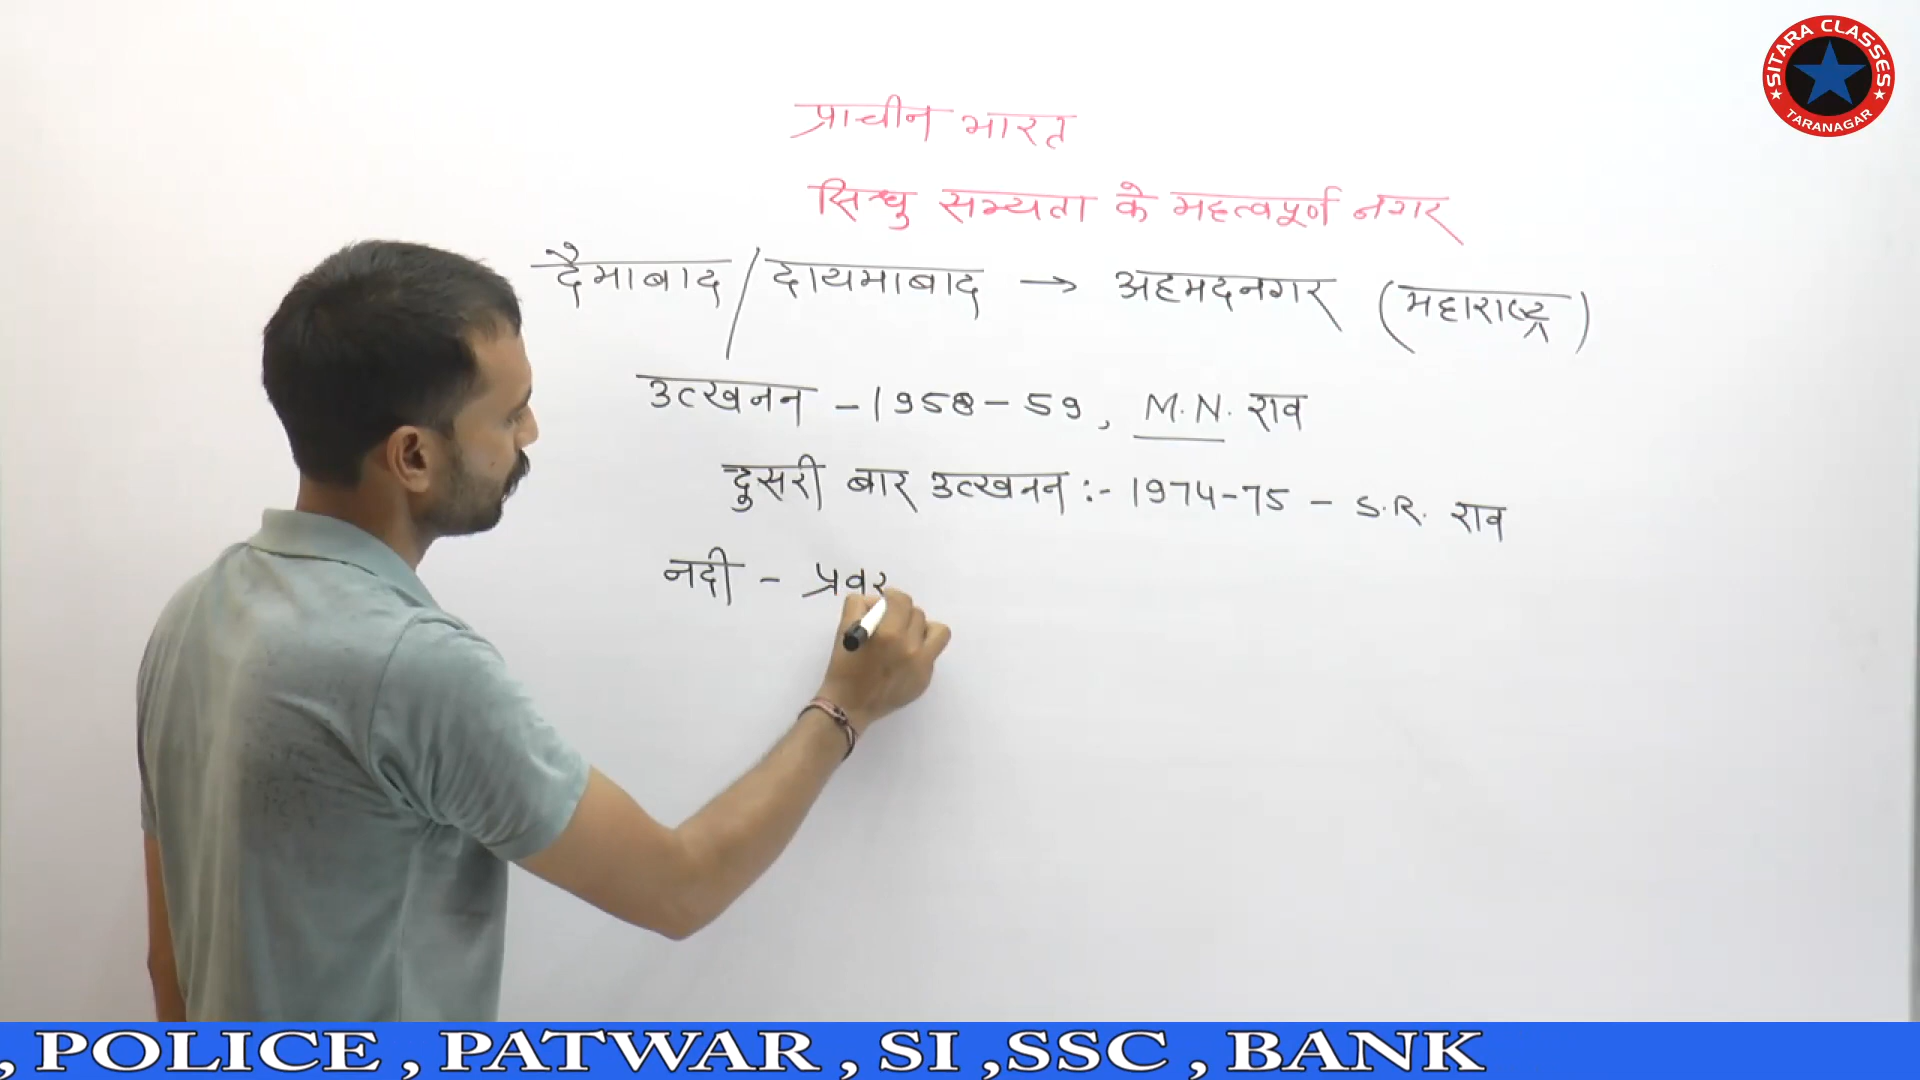 SITARA CLASSES
TARANAGAR
प्राचीन भारत
सिन्धु सभ्यता के महत्वपूर्ण नगर
दैमाबाद / दायमाबाद → अहमदनगर (महाराष्ट्र)
उत्खनन - 1958-59, M.N. राव
दुसरी बार उत्खनन :- 1974-75 - S.R. राव
नदी - प्रवर
, POLICE , PATWAR , SI ,SSC , BANK